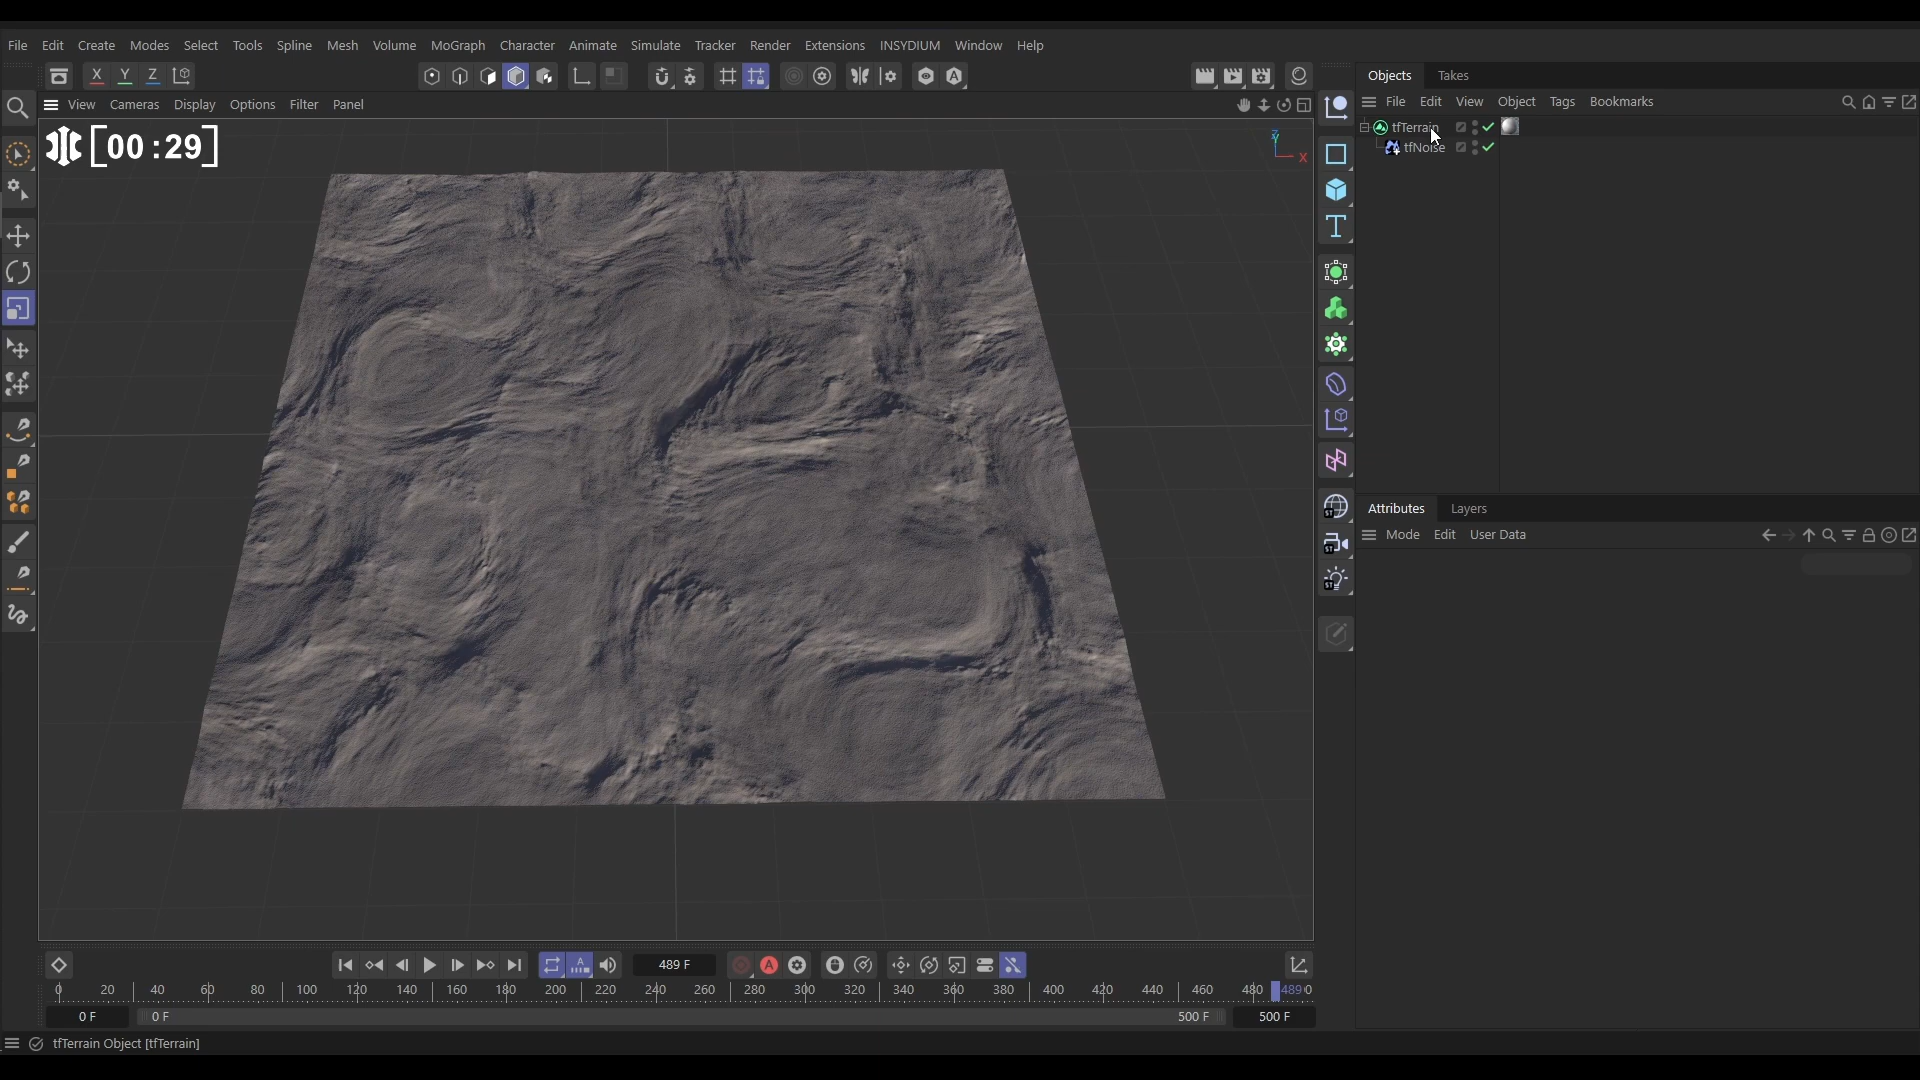 File Edit Create Modes Select Tools Spline Mesh Volume MoGraph Character Animate Simulate Tracker Render Extensions INSYDIUM Window Help
X Y Z
Objects Takes
View Cameras Display Options Filter Panel
File Edit View Object Tags Bookmarks
[00:29]
tfTerrain
tfNoise
Y
X
Attributes Layers
Mode Edit User Data
ST
ST
ST
489 F
0 20 40 60 80 100 120 140 160 180 200 220 240 260 280 300 320 340 360 380 400 420 440 460 480 489 0
0 F 0 F 500 F 500 F
tfTerrain Object [tfTerrain]